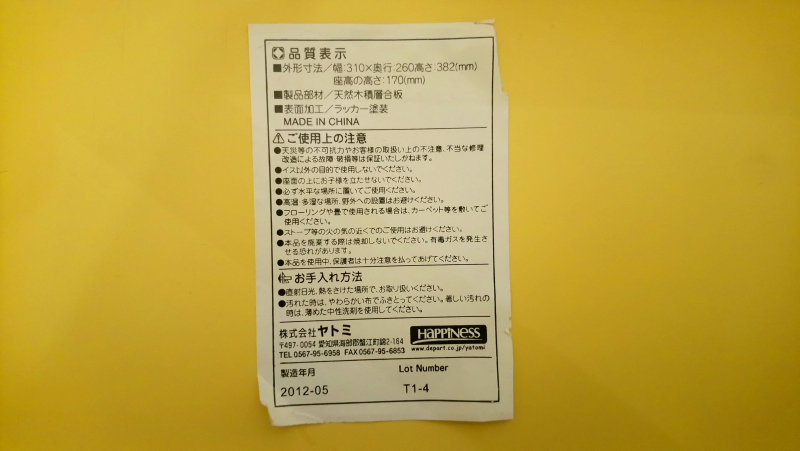 品質表示
■外形寸法/幅:310×奥行:260高さ:382(mm)
座高の高さ:170(mm)
■製品部材/天然木積層合板
■表面加工/ラッカー塗装
MADE IN CHINA
⚠ご使用上の注意
●天災等の不可抗力やお客様の取扱い上の不注意、不当な修理
改造による故障・破損等は保証いたしかねます。
●イス以外の目的で使用しないでください。
●座面の上にお子様を立たせないでください。
●必ず水平な場所に置いてご使用ください。
●高温・多湿な場所、野外への設置はお避けください。
●フローリングや畳で使用される場合は、カーペット等を敷いてご
使用ください。
●ストーブ等の火の気の近くでのご使用はお避けください。
●本品を廃棄する際は焼却しないでください。有毒ガスを発生さ
せる恐れがあります。
●本品を使用中、保護者は十分注意を払ってあげてください。
お手入れ方法
●直射日光、熱をさけた場所で、お取り扱いください。
●汚れた時は、やわらかい布でふきとってください。著しい汚れの
時は、薄めた中性洗剤を使用してください。
株式会社ヤトミ
〒497-0054 愛知県海部郡蟹江町錦2-164
TEL 0567-95-6958 FAX 0567-95-6853
HAPPINESS
www.depart.co.jp/yatomi
製造年月
Lot Number
2012-05
T1-4